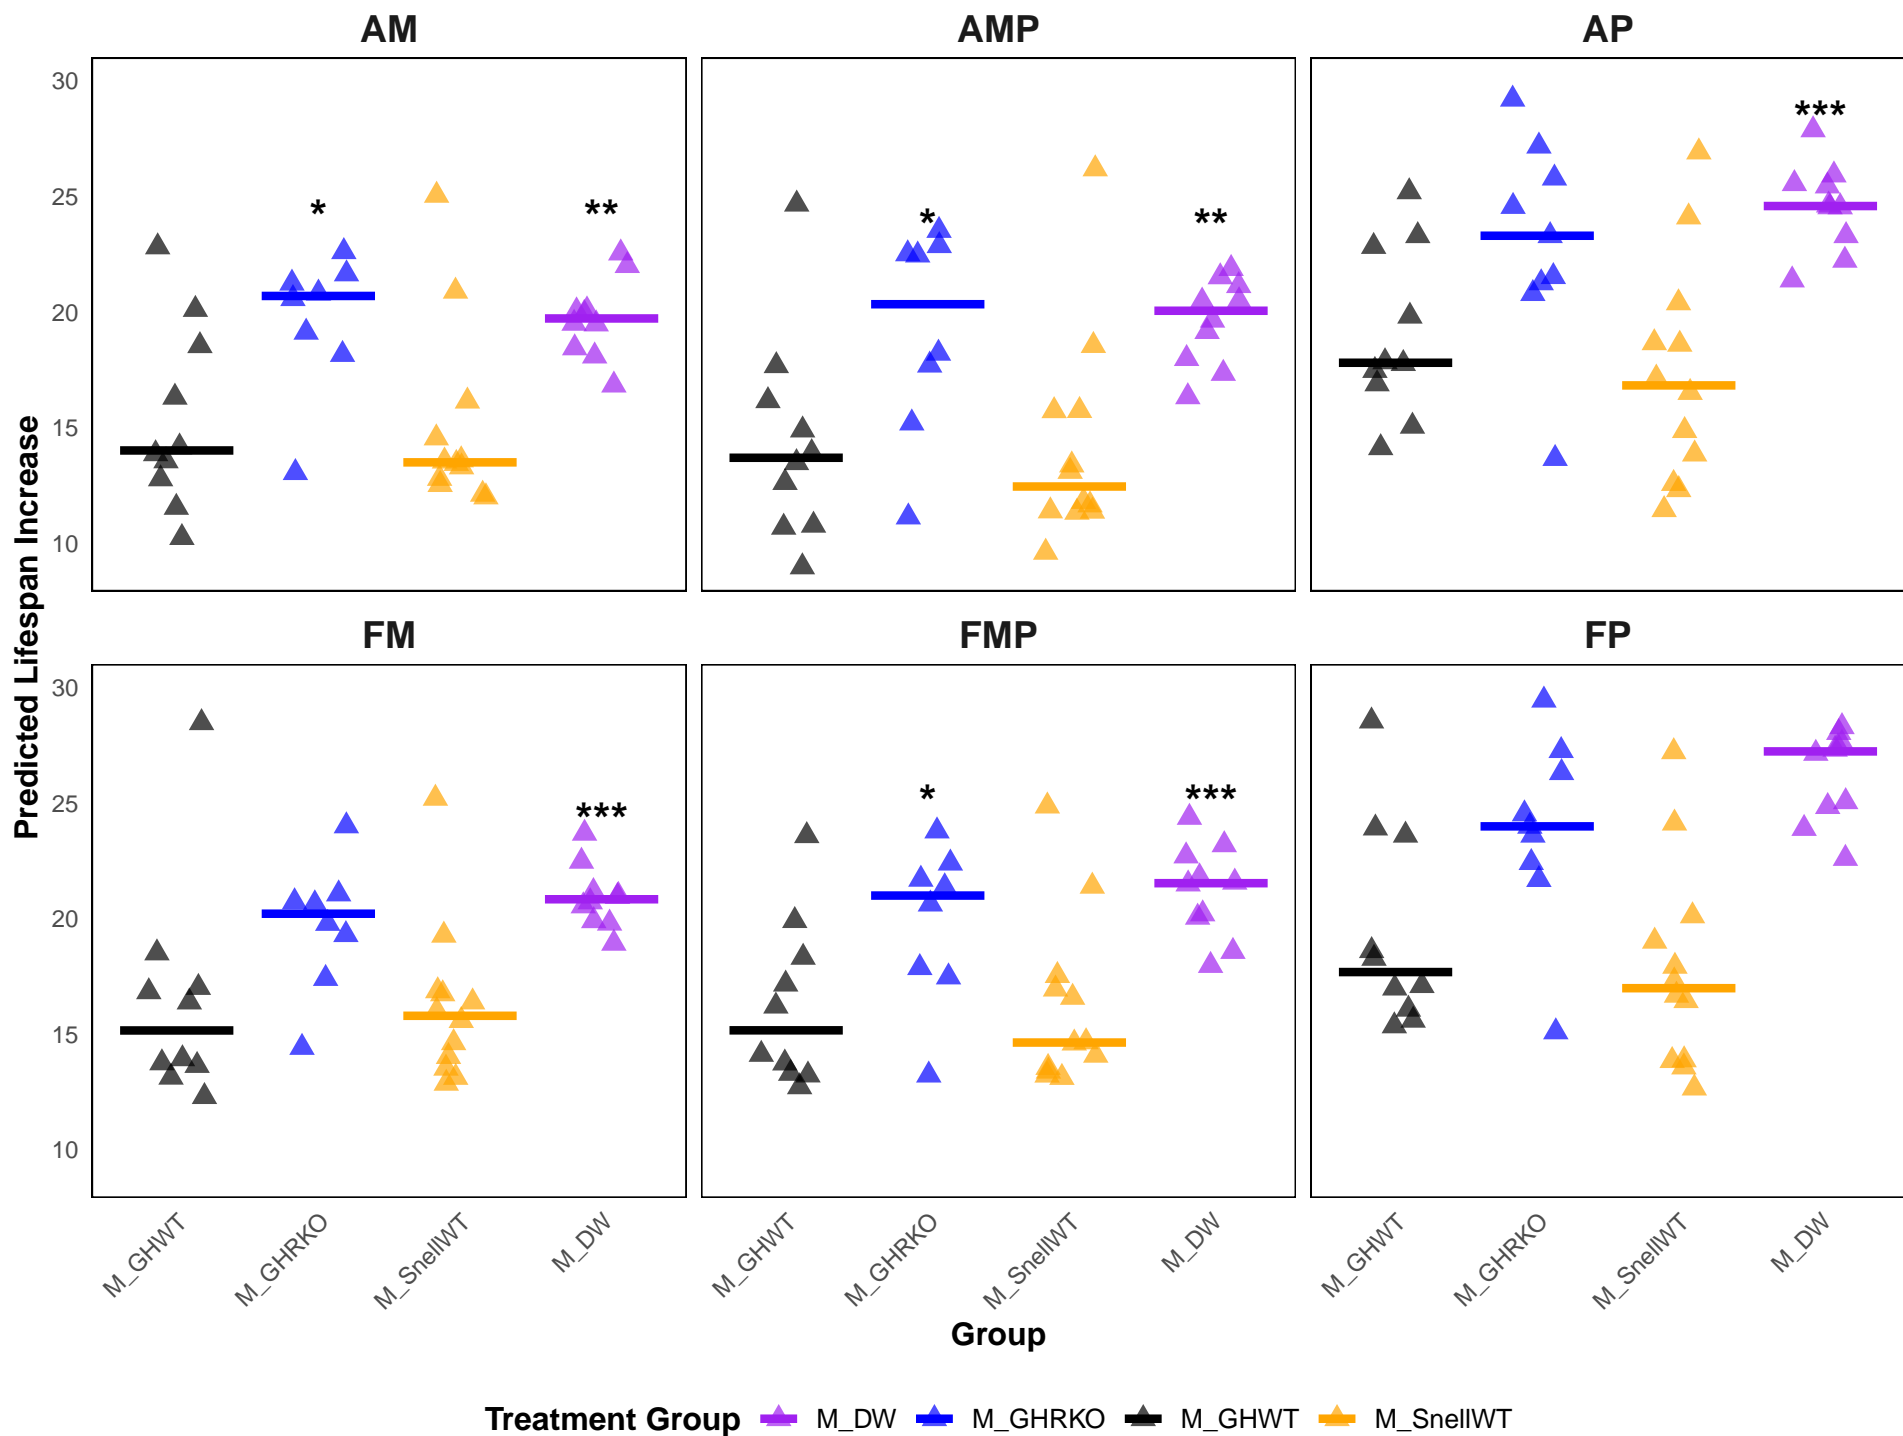 AM AMP AP
30
25
20
15
10
* **
* **
***
FM FMP FP
30
25
20
15
10
***
* ***
Predicted Lifespan Increase
M_GHWT M_GHRKO M_SnellWT M_DW M_GHWT M_GHRKO M_SnellWT M_DW M_GHWT M_GHRKO M_SnellWT M_DW
Group
Treatment Group M_DW M_GHRKO M_GHWT M_SnellWT